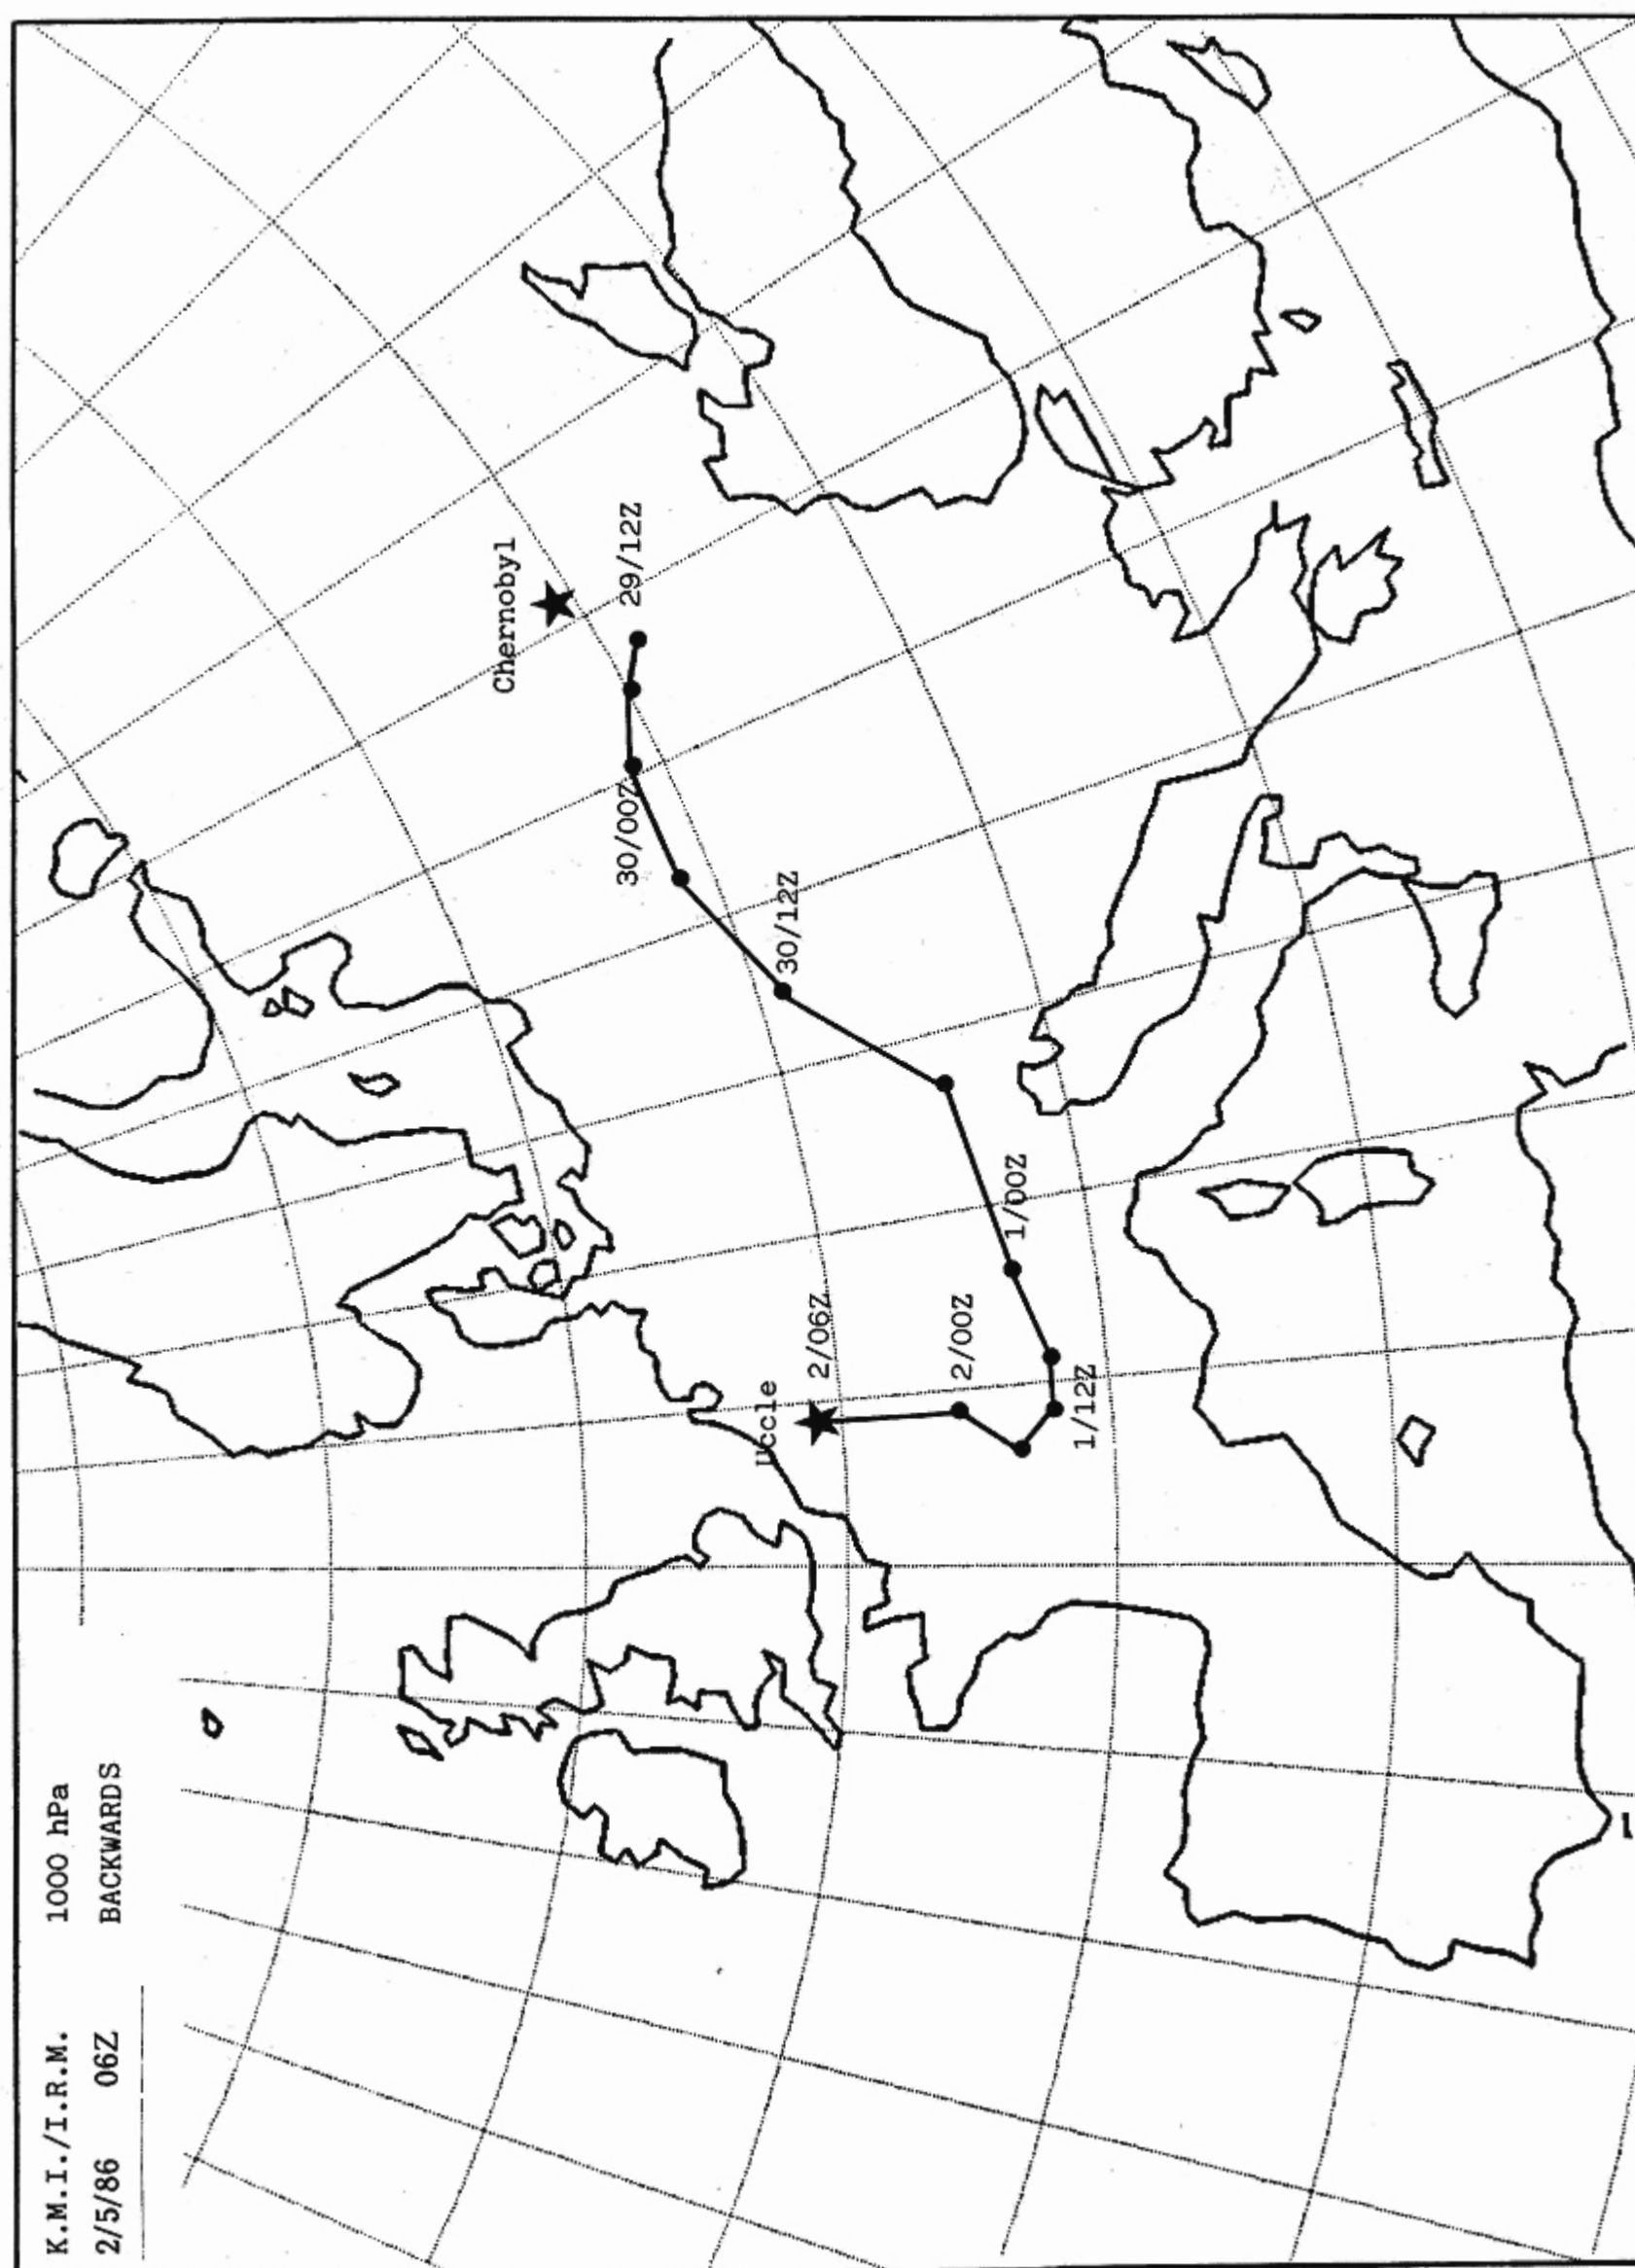 K.M.I./I.R.M. 1000 hPa
2/5/86 06Z BACKWARDS
Chernobyl
29/12Z
30/00Z
30/12Z
1/00Z
1/12Z
2/00Z
2/06Z
µccle